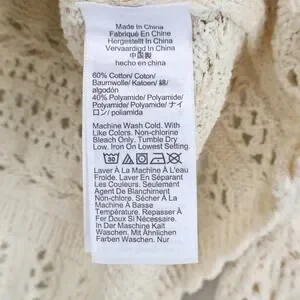 Made In China
Fabriqué En Chine
Hergestellt In China
Vervaardigd In China
中国製
hecho en china
60% Cotton/ Coton/
Baumwolle/ Katoen/ 綿/
algodón
40% Polyamide/ Polyamide/
Polyamide/ Polyamide/ ナイ
ロン/ poliamida
Machine Wash Cold. With
Like Colors. Non-chlorine
Bleach Only. Tumble Dry
Low. Iron On Lowest Setting.
Laver À La Machine À L'eau
Froide. Laver En Séparant
Les Couleurs. Seulement
Agent De Blanchiment
Non-chlore. Sécher À La
Machine À Basse
Température. Repasser À
Fer Doux Si Nécessaire.
In Der Maschine Kalt
Waschen. Mit Ähnlichen
Farben Waschen. Nur